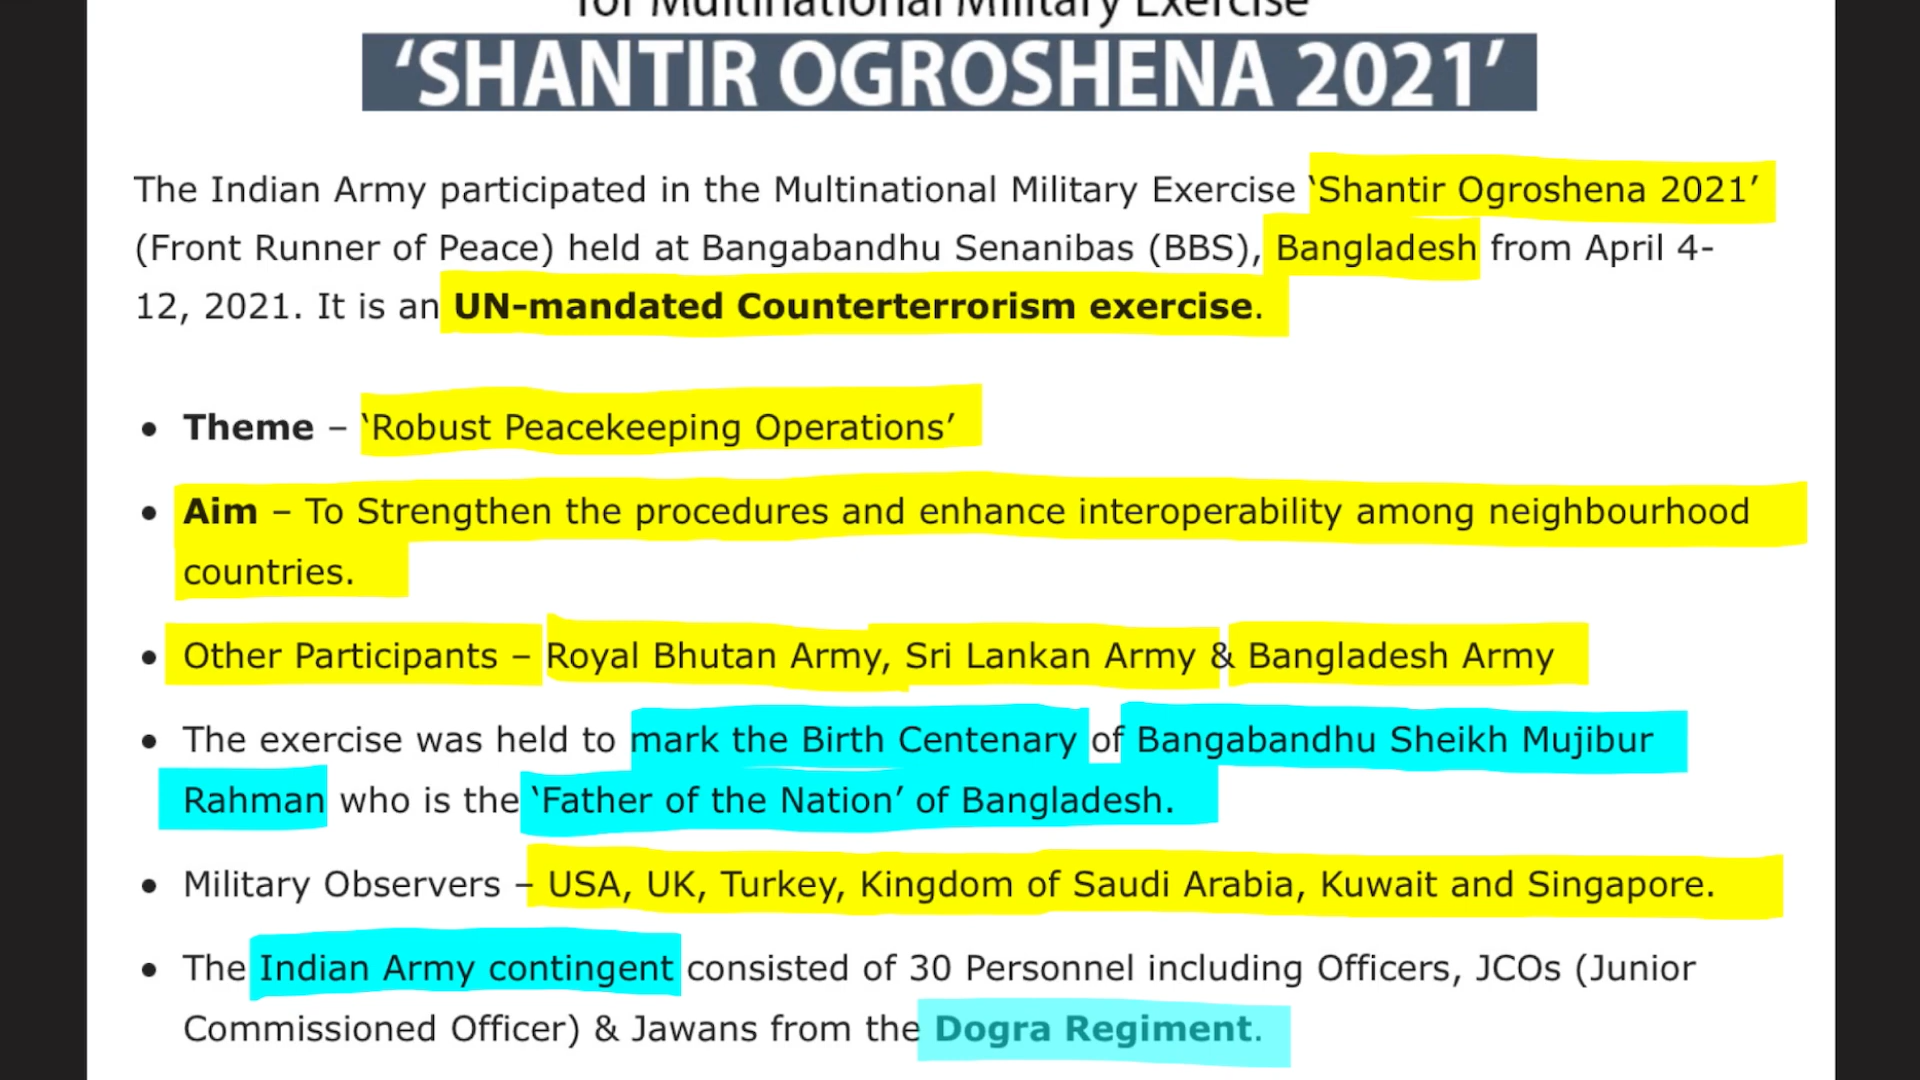 for Multinational Military Exercise
‘SHANTIR OGROSHENA 2021’
The Indian Army participated in the Multinational Military Exercise ‘Shantir Ogroshena 2021’
(Front Runner of Peace) held at Bangabandhu Senanibas (BBS), Bangladesh from April 4-
12, 2021. It is an UN-mandated Counterterrorism exercise.
• Theme – ‘Robust Peacekeeping Operations’
• Aim – To Strengthen the procedures and enhance interoperability among neighbourhood
countries.
• Other Participants – Royal Bhutan Army, Sri Lankan Army & Bangladesh Army
• The exercise was held to mark the Birth Centenary of Bangabandhu Sheikh Mujibur
Rahman who is the ‘Father of the Nation’ of Bangladesh.
• Military Observers – USA, UK, Turkey, Kingdom of Saudi Arabia, Kuwait and Singapore.
• The Indian Army contingent consisted of 30 Personnel including Officers, JCOs (Junior
Commissioned Officer) & Jawans from the Dogra Regiment.